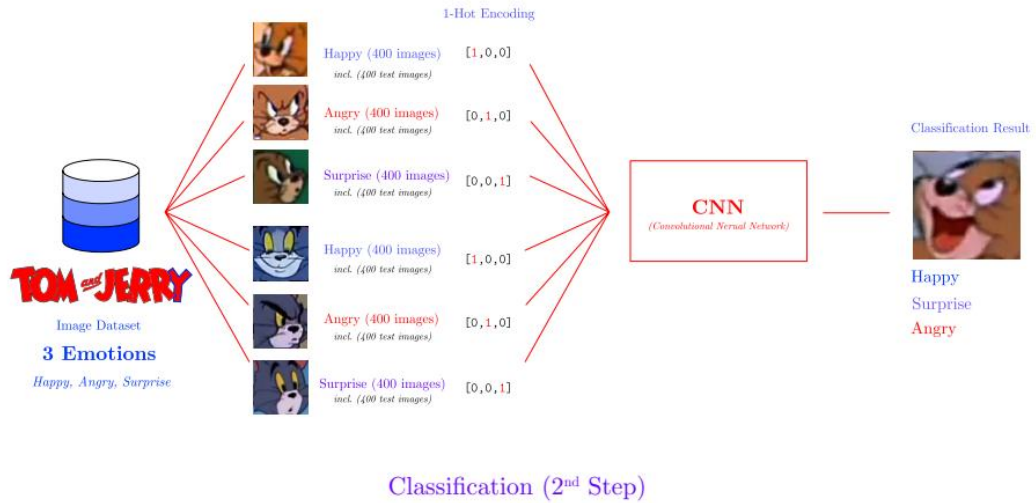 1-Hot Encoding
Happy (400 images)
incl. (400 test images)
[1,0,0]
Angry (400 images)
incl. (400 test images)
[0,1,0]
Surprise (400 images)
incl. (400 test images)
[0,0,1]
Happy (400 images)
incl. (400 test images)
[1,0,0]
Angry (400 images)
incl. (400 test images)
[0,1,0]
Surprise (400 images)
incl. (400 test images)
[0,0,1]
TOM and JERRY
Image Dataset
3 Emotions
Happy, Angry, Surprise
CNN
(Convolutional Nerual Network)
Classification Result
Happy
Surprise
Angry
Classification (2nd Step)